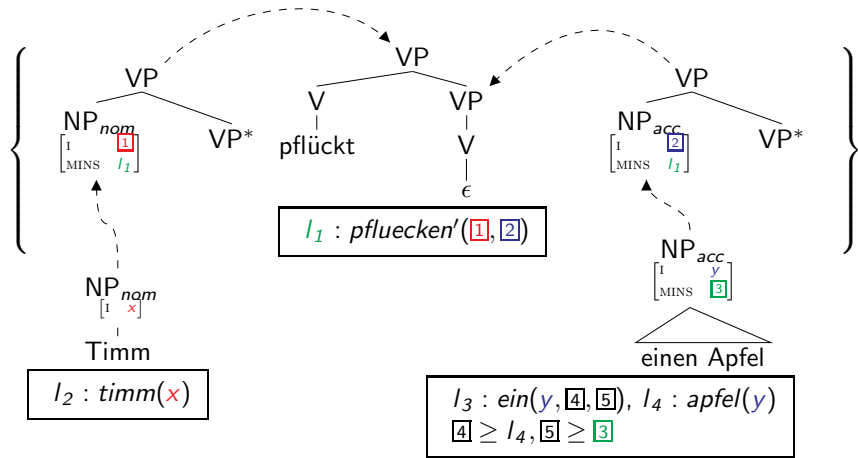 VP
VP
VP
V
VP
NP_nom
VP*
NP_acc
VP*
I 1
MINS l_1
pflückt
V
I 2
MINS l_1
ϵ
l_1 : pfluecken′(1, 2)
NP_nom
I x
NP_acc
I y
MINS 3
Timm
einen Apfel
l_2 : timm(x)
l_3 : ein(y, 4, 5), l_4 : apfel(y)
4 ≥ l_4, 5 ≥ 3